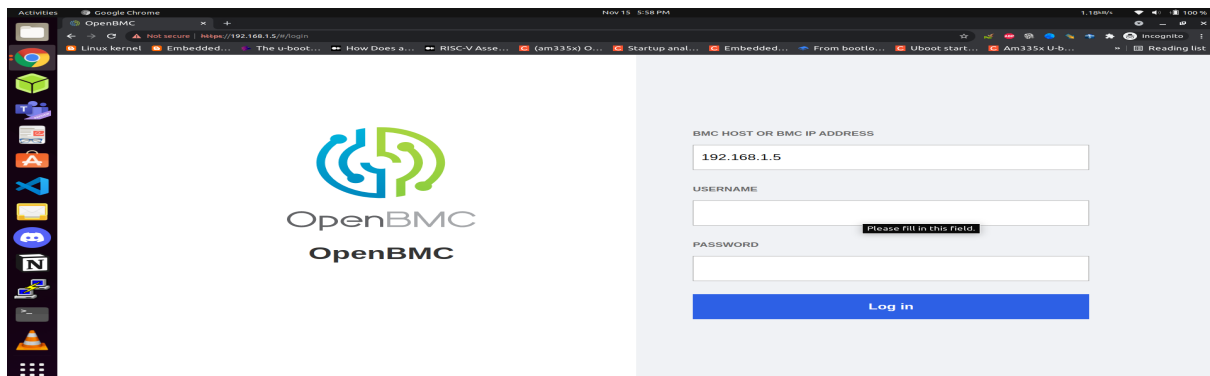 Activities Google Chrome Nov 15 5:58 PM 1.18kB/s 100 %
OpenBMC × +
Not secure | https://192.168.1.5/#/login Incognito
Linux kernel Embedded... The u-boot... How Does a... RISC-V Asse... (am335x) O... Startup anal... Embedded... From bootlo... Uboot start... Am335x U-b... » Reading list
OpenBMC
OpenBMC
BMC HOST OR BMC IP ADDRESS
192.168.1.5
USERNAME
Please fill in this field.
PASSWORD
Log in